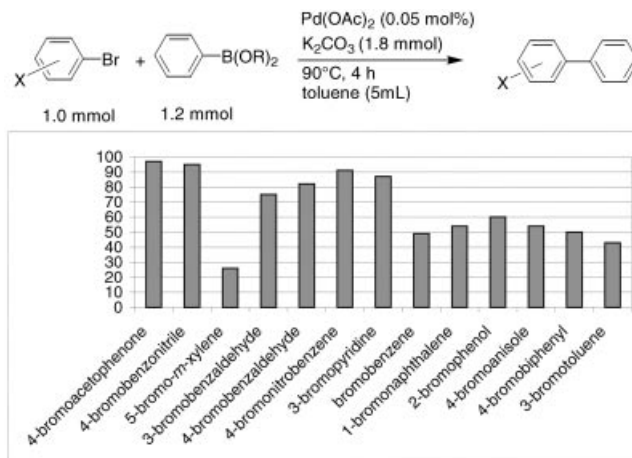 Pd(OAc)₂ (0.05 mol%)
K₂CO₃ (1.8 mmol)
90°C, 4 h
toluene (5mL)
X
Br
+
B(OR)₂
X
1.0 mmol
1.2 mmol
100
90
80
70
60
50
40
30
20
10
0
4-bromoacetophenone
4-bromobenzonitrile
5-bromo-m-xylene
3-bromobenzaldehyde
4-bromobenzaldehyde
4-bromonitrobenzene
3-bromopyridine
bromobenzene
1-bromonaphthalene
2-bromophenol
4-bromoanisole
4-bromobiphenyl
3-bromotoluene